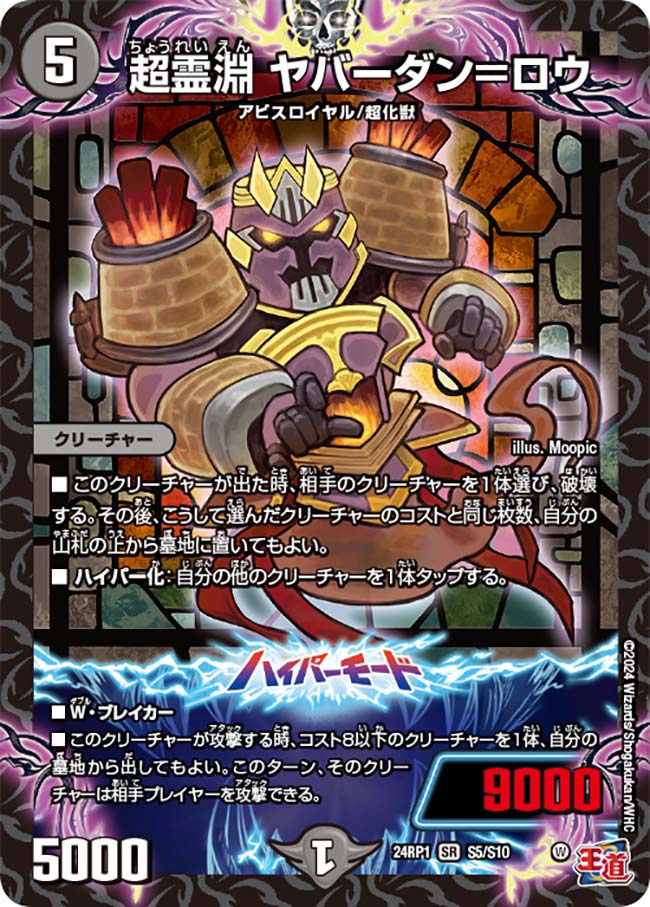 5
超霊淵 ヤバーダン=ロウ
アビスロイヤル/超化獣
クリーチャー
illus. Moopic
■ このクリーチャーが出た時、相手のクリーチャーを1体選び、破壊
する。その後、こうして選んだクリーチャーのコストと同じ枚数、自分の
山札の上から墓地に置いてもよい。
■ ハイパー化:自分の他のクリーチャーを1体タップする。
ハイパーモード
■ W・ブレイカー
■ このクリーチャーが攻撃する時、コスト8以下のクリーチャーを1体、自分の
墓地から出してもよい。このターン、そのクリー
チャーは相手プレイヤーを攻撃できる。
9000
5000
1
24RP1 SR S5/S10
W
王道
©2024 Wizards/Shogakukan/WHC